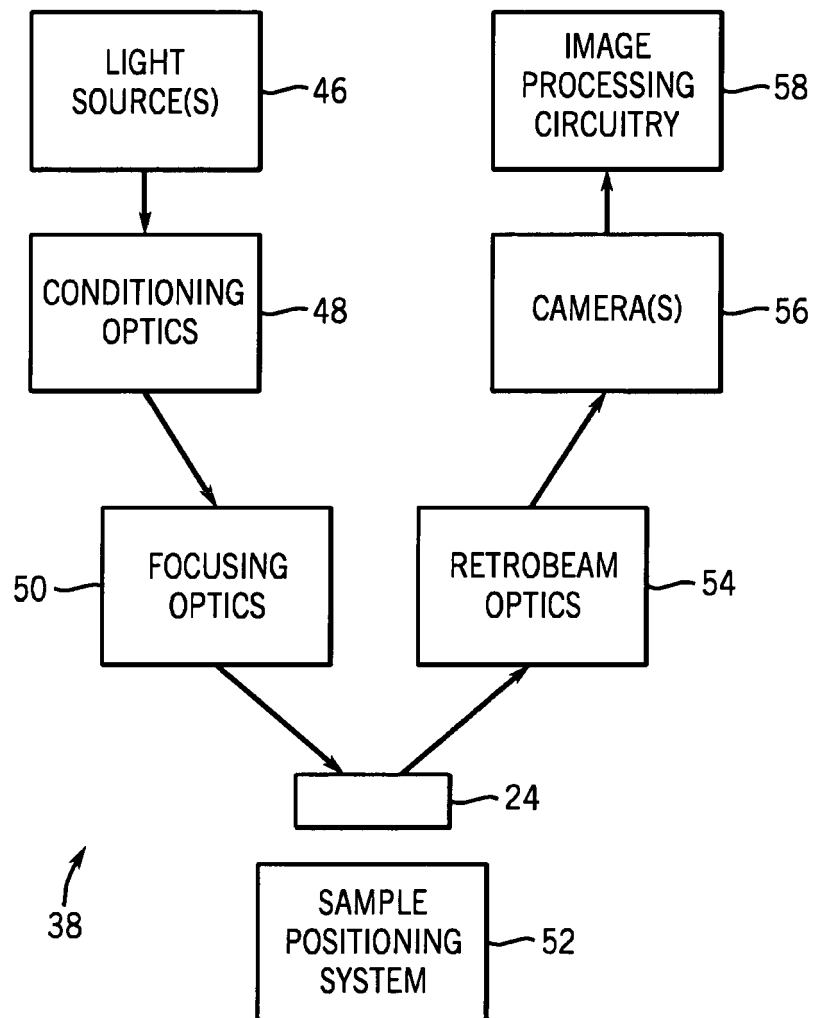 LIGHT
SOURCE(S)
46
CONDITIONING
OPTICS
48
50
FOCUSING
OPTICS
24
38
SAMPLE
POSITIONING
SYSTEM
52
RETROBEAM
OPTICS
54
CAMERA(S)
56
IMAGE
PROCESSING
CIRCUITRY
58